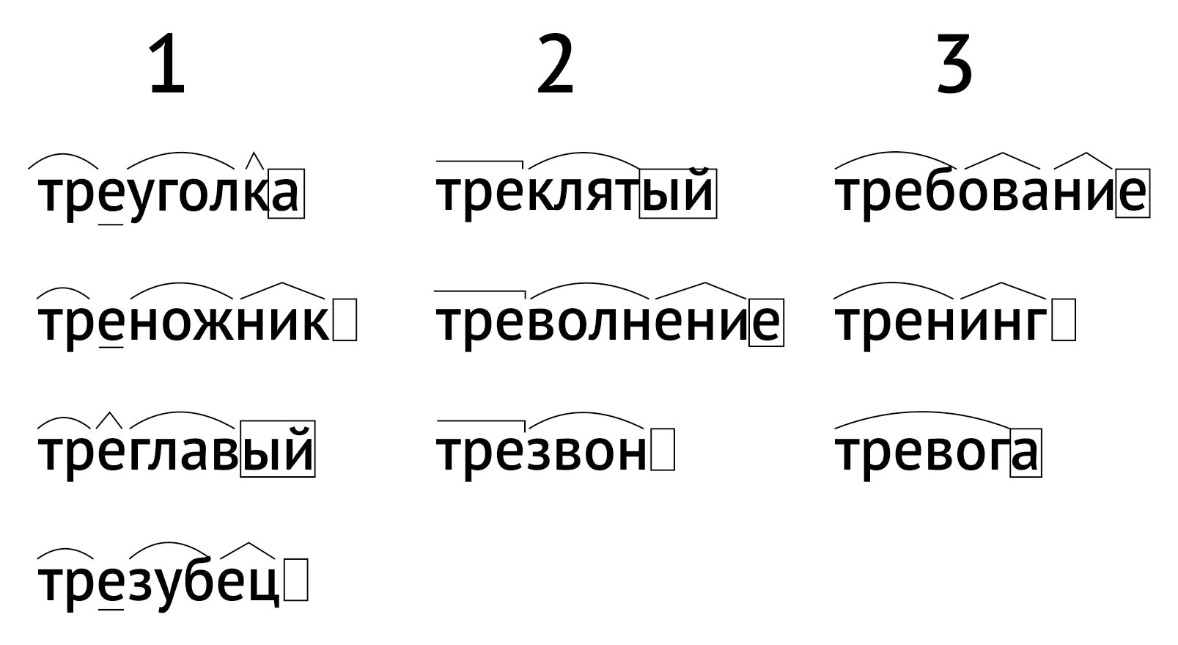 1 2 3
треуголка треклятый требование
треножник треволнение тренинг
треглавый трезвон тревога
трезубец